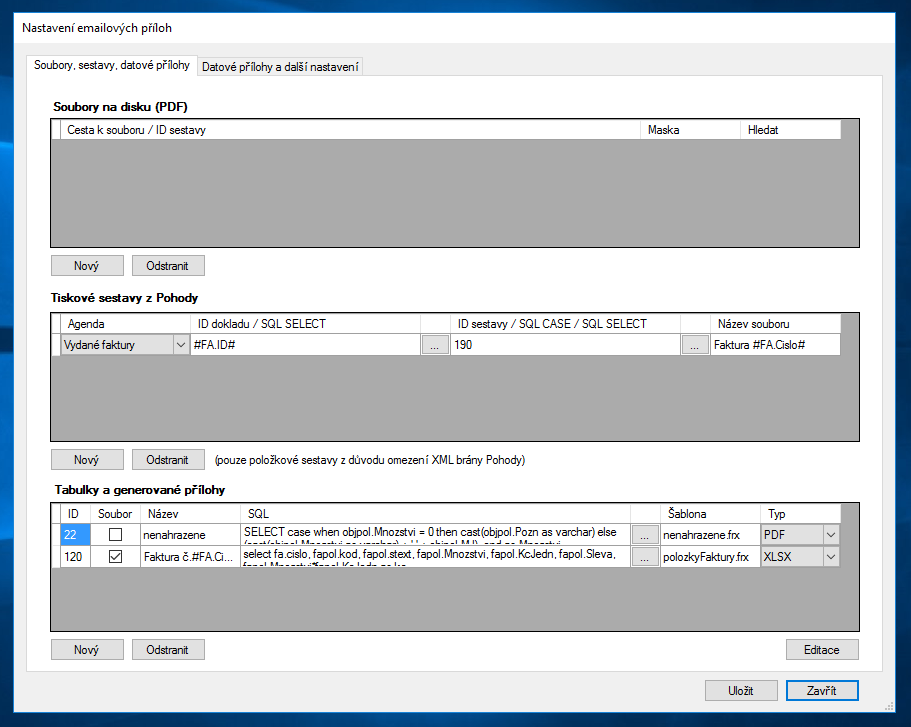 Nastavení emailových příloh
Soubory, sestavy, datové přílohy
Datové přílohy a další nastavení
Soubory na disku (PDF)
Cesta k souboru / ID sestavy Maska Hledat
Nový Odstranit
Tiskové sestavy z Pohody
Agenda ID dokladu / SQL SELECT ID sestavy / SQL CASE / SQL SELECT Název souboru
Vydané faktury #FA.ID# ... 190 ... Faktura #FA.Cislo#
Nový Odstranit (pouze položkové sestavy z důvodu omezení XML brány Pohody)
Tabulky a generované přílohy
ID Soubor Název SQL Šablona Typ
22 nenahrazene SELECT case when objpol.Mnozstvi = 0 then cast(objpol.Pozn as varchar) else ... nenahrazene.frx PDF
120 Faktura č.#FA.Ci... select fa.cislo, fapol.kod, fapol.stext, fapol.Mnozstvi, fapol.KcJedn, fapol.Sleva, ... polozkyFaktury.frx XLSX
Nový Odstranit Editace
Uložit Zavřít